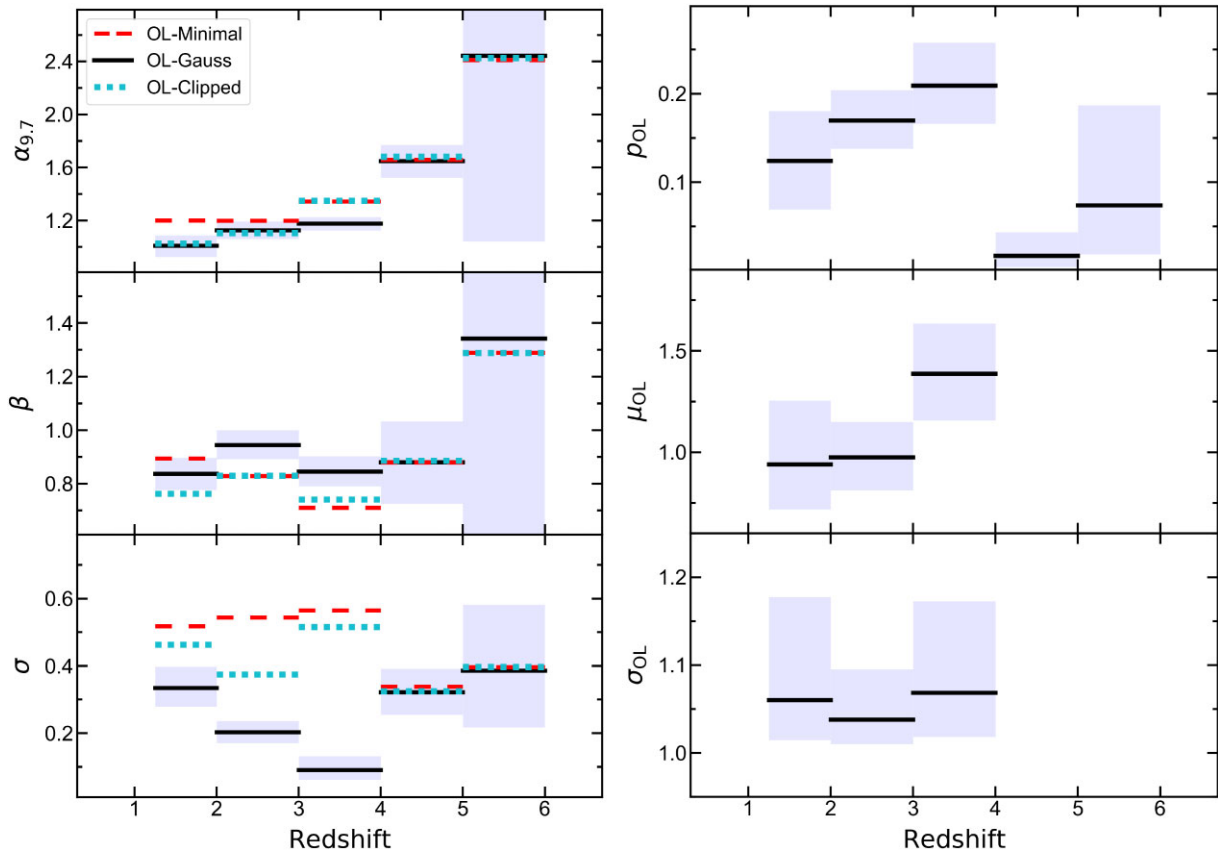 OL-Minimal
OL-Gauss
OL-Clipped
α9.7
2.4
2.0
1.6
1.2
β
1.4
1.2
1.0
0.8
σ
0.6
0.4
0.2
1 2 3 4 5 6
Redshift
pOL
0.2
0.1
μOL
1.5
1.0
σOL
1.2
1.1
1.0
1 2 3 4 5 6
Redshift